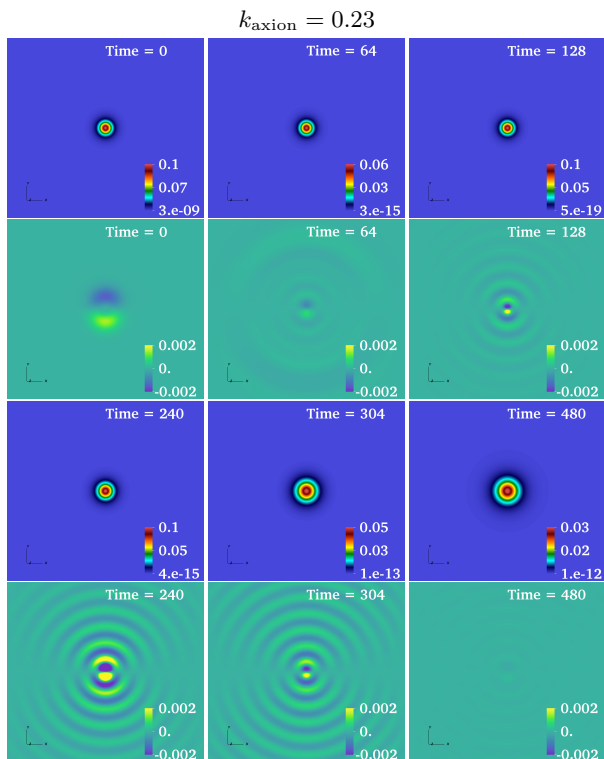 k_axion = 0.23
Time = 0 Time = 64 Time = 128
0.1 0.06 0.1
0.07 0.03 0.05
3.e-09 3.e-15 5.e-19
Time = 0 Time = 64 Time = 128
0.002 0.002 0.002
0. 0. 0.
-0.002 -0.002 -0.002
Time = 240 Time = 304 Time = 480
0.1 0.05 0.03
0.05 0.03 0.02
4.e-15 1.e-13 1.e-12
Time = 240 Time = 304 Time = 480
0.002 0.002 0.002
0. 0. 0.
-0.002 -0.002 -0.002